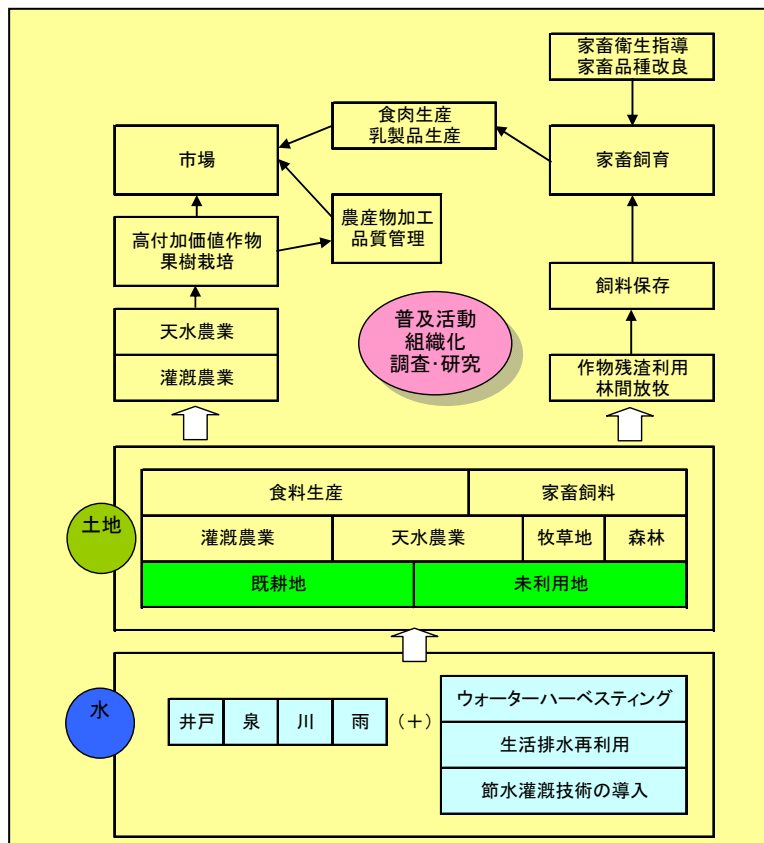 家畜衛生指導
家畜品種改良
食肉生産
乳製品生産
市場
家畜飼育
農産物加工
品質管理
高付加価値作物
果樹栽培
飼料保存
普及活動
組織化
調査・研究
天水農業
灌漑農業
作物残渣利用
林間放牧
土地
食料生産
家畜飼料
灌漑農業
天水農業
牧草地
森林
既耕地
未利用地
水
井戸
泉
川
雨
(+)
ウォーターハーベスティング
生活排水再利用
節水灌漑技術の導入